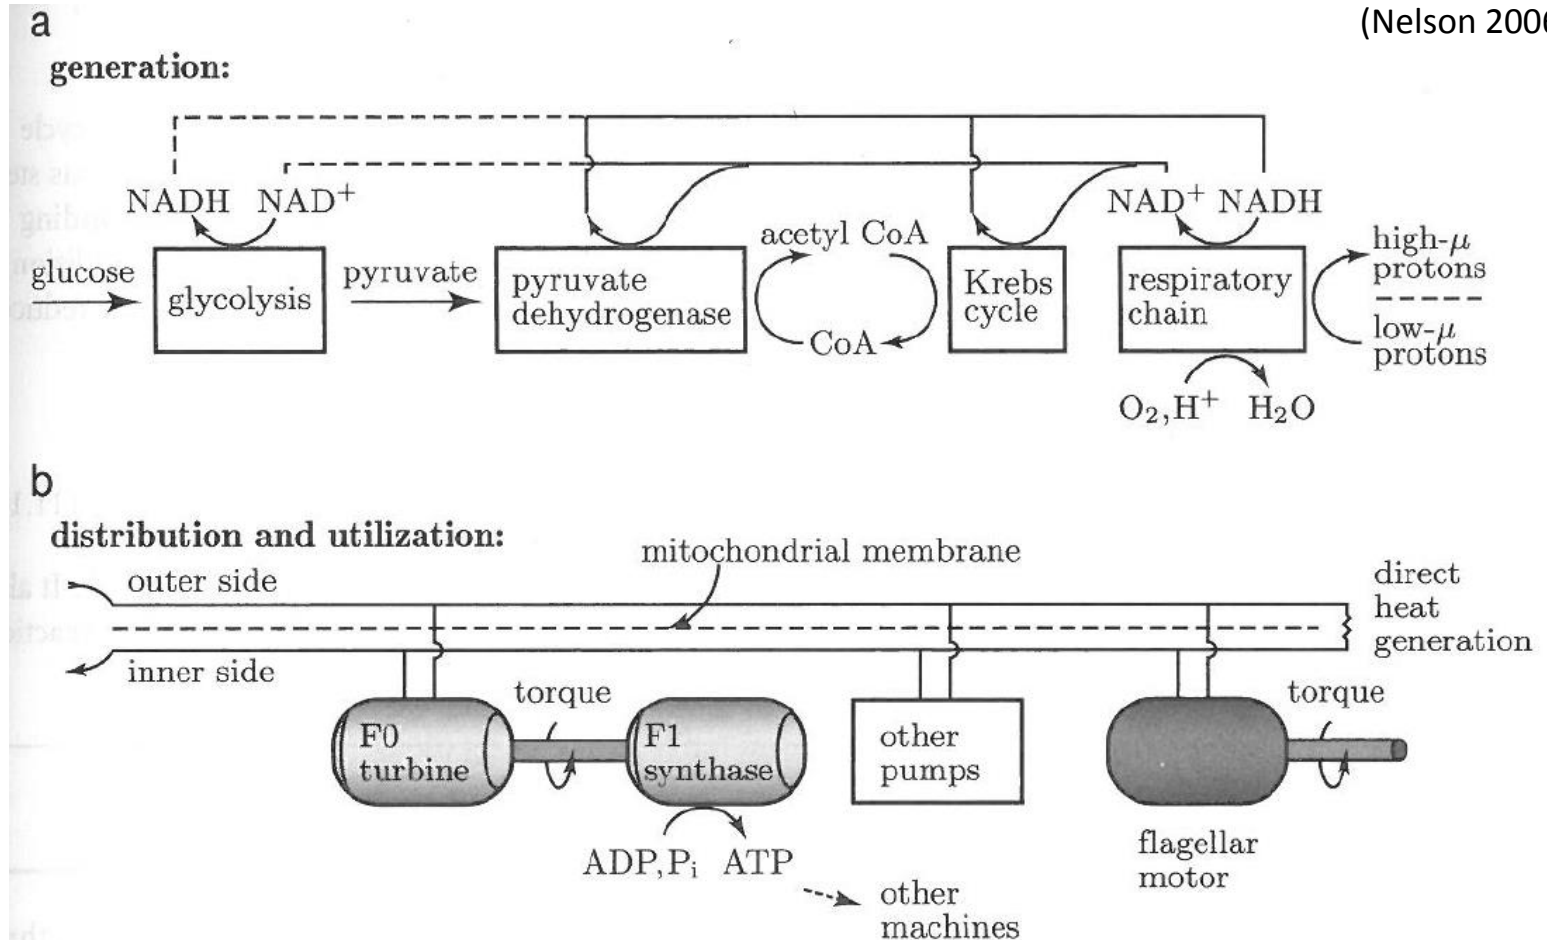 (Nelson 2006
a
generation:
NADH NAD+
NAD+ NADH
glucose
glycolysis
pyruvate
pyruvate
dehydrogenase
acetyl CoA
CoA
Krebs
cycle
respiratory
chain
high-μ
protons
low-μ
protons
O₂,H⁺ H₂O
b
distribution and utilization:
mitochondrial membrane
outer side
inner side
direct
heat
generation
torque
torque
F0
turbine
F1
synthase
other
pumps
ADP,Pᵢ ATP
other
machines
flagellar
motor